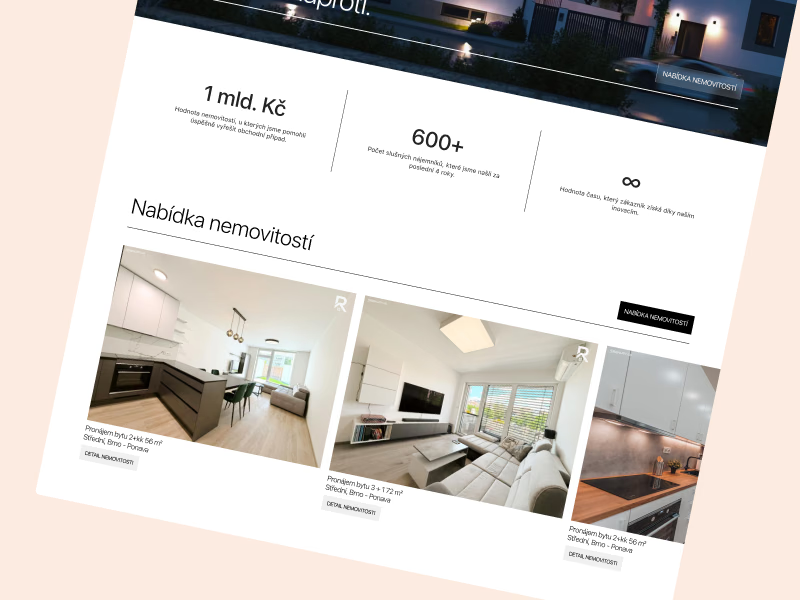 NABÍDKA NEMOVITOSTÍ
1 mld. Kč
Hodnota nemovitostí, u kterých jsme pomohli
úspěšně vyřešit obchodní případ.
600+
Počet slušných nájemníků, které jsme našli za
poslední 4 roky.
∞
Hodnota času, který zákazník získá díky našim
inovacím.
Nabídka nemovitostí
NABÍDKA NEMOVITOSTÍ
R
R
Pronájem bytu 2+kk 56 m²
Střední, Brno - Ponava
DETAIL NEMOVITOSTI
Pronájem bytu 3 + 1 72 m²
Střední, Brno - Ponava
DETAIL NEMOVITOSTI
Pronájem bytu 2+kk 56 m²
Střední, Brno - Ponava
DETAIL NEMOVITOSTI